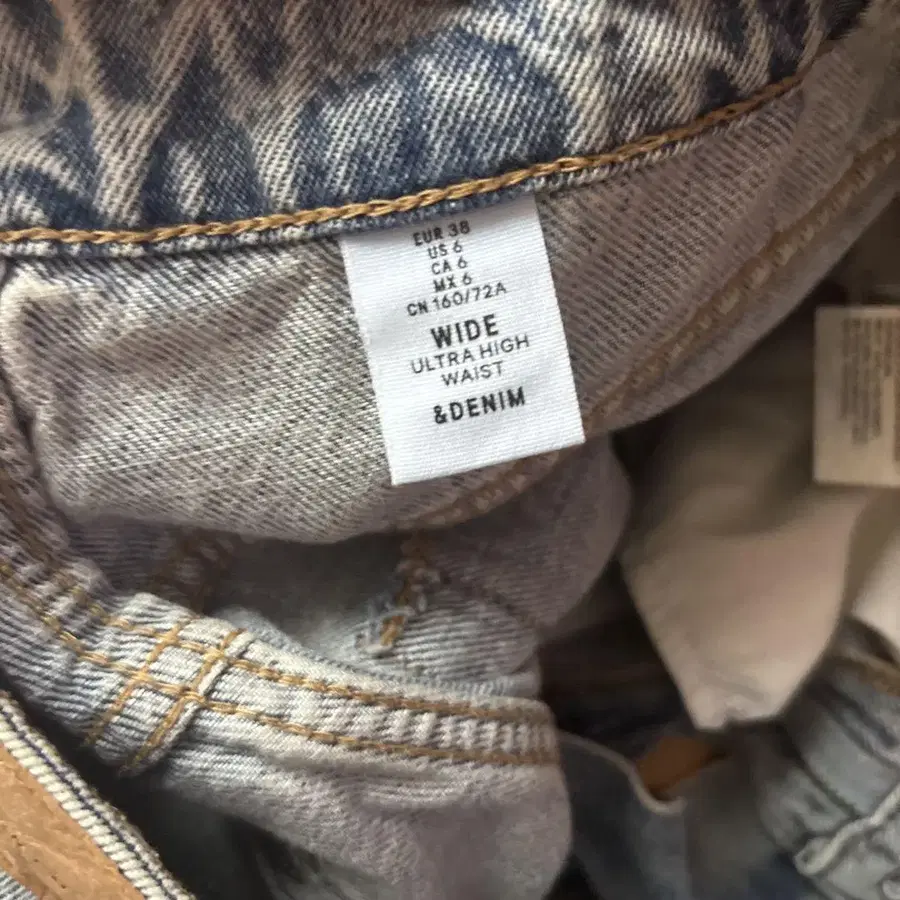 EUR 38
US 6
CA 6
MX 6
CN 160/72A
WIDE
ULTRA HIGH
WAIST
&DENIM